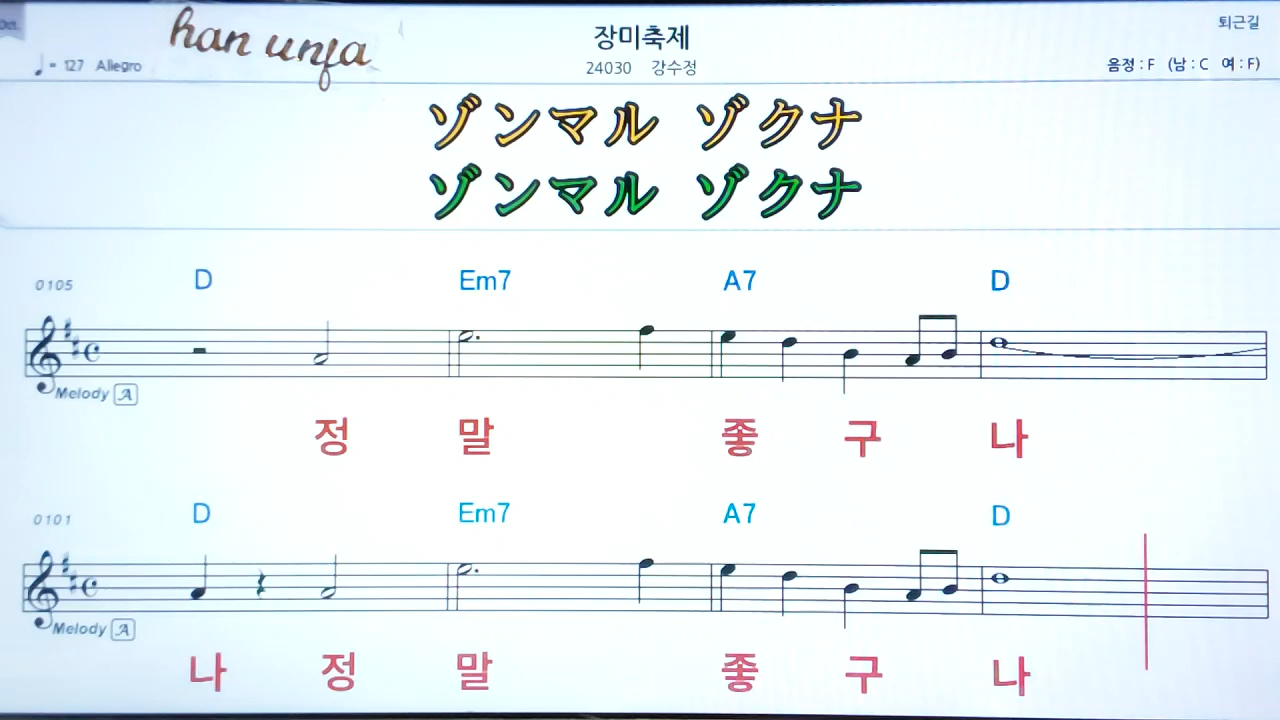 Oct.
han unfa
장미축제
퇴근길
♩ = 127 Allegro
24030 강수정
음정 : F (남 : C 여 : F)
ゾンマル ゾクナ
ゾンマル ゾクナ
0105 D Em7 A7 D
Melody A
정 말 좋 구 나
0101 D Em7 A7 D
Melody A
나 정 말 좋 구 나